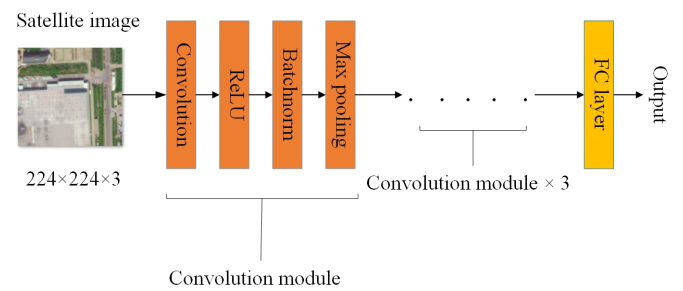 Satellite image
224×224×3
Convolution
ReLU
Batchnorm
Max pooling
Convolution module
Convolution module × 3
FC layer
Output